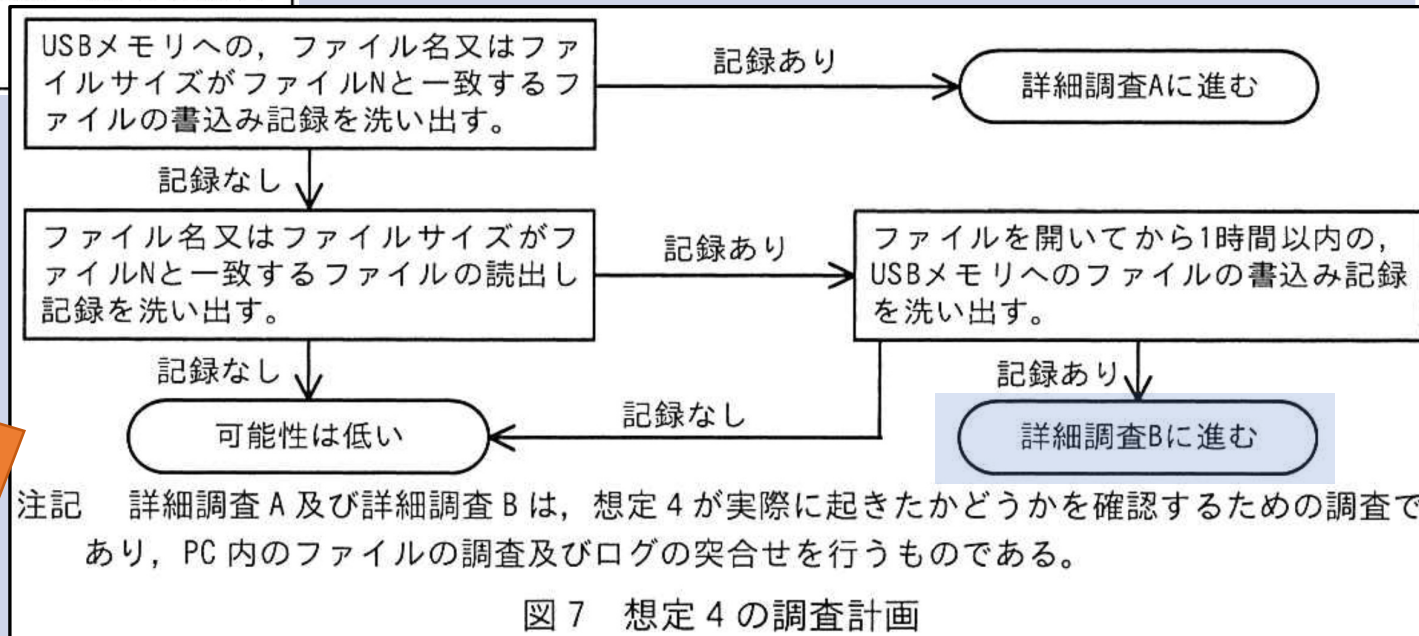 USBメモリへの，ファイル名又はファ
イルサイズがファイルNと一致するフ
ァイルの書込み記録を洗い出す。
記録あり
詳細調査Aに進む
記録なし
ファイル名又はファイルサイズがフ
ァイルNと一致するファイルの読出し
記録を洗い出す。
記録あり
ファイルを開いてから1時間以内の，
USBメモリへのファイルの書込み記録
を洗い出す。
記録なし
記録あり
可能性は低い
記録なし
詳細調査Bに進む
注記　詳細調査A及び詳細調査Bは，想定4が実際に起きたかどうかを確認するための調査で
あり，PC内のファイルの調査及びログの突合せを行うものである。
図7　想定4の調査計画